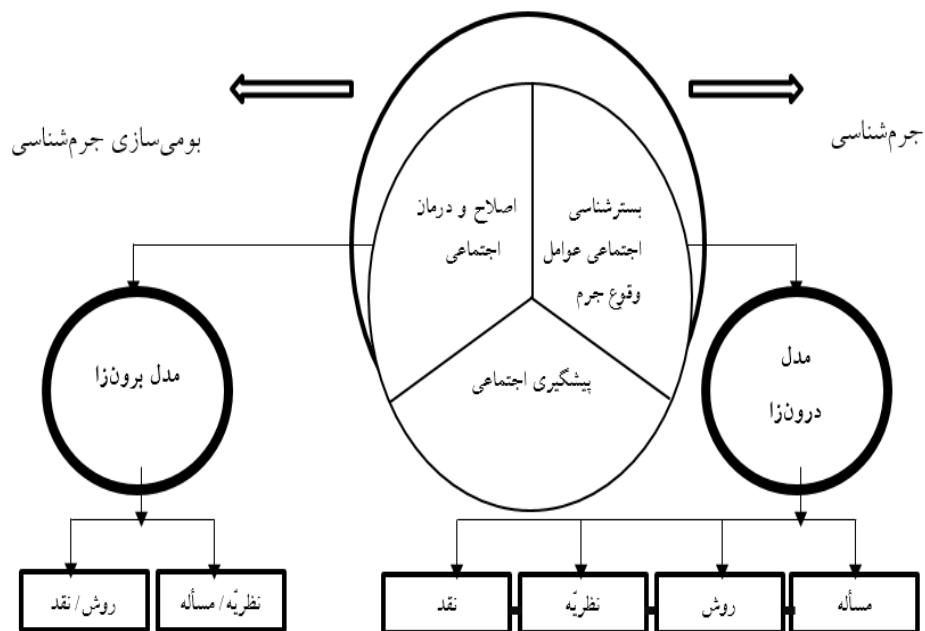 جرم‌شناسی
بومی‌سازی جرم‌شناسی
بسترشناسی
اجتماعی عوامل
وقوع جرم
اصلاح و درمان
اجتماعی
پیشگیری اجتماعی
مدل
درون‌زا
مدل برون‌زا
مسأله
روش
نظریّه
نقد
نظریّه/ مسأله
روش/ نقد